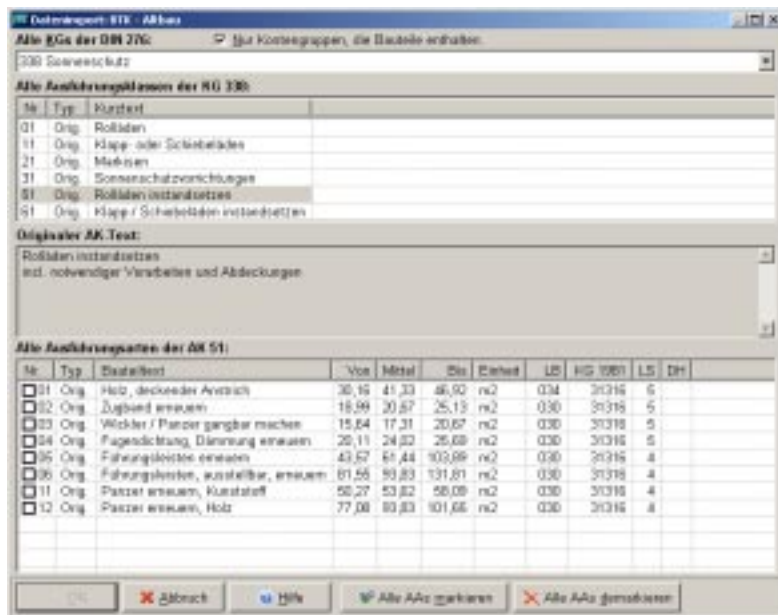 Datenimport: BTK - Altbau
Alle KGs der DIN 276: Nur Kostengruppen, die Bauteile enthalten.
338 Sonnenschutz
Alle Ausführungsklassen der KG 338:
Nr Typ Kurztext
01 Orig. Rolläden
11 Orig. Klapp- oder Schiebeläden
21 Orig. Markisen
31 Orig. Sonnenschutzvorrichtungen
51 Orig. Rolläden instandsetzen
61 Orig. Klapp / Schiebeläden instandsetzen
Originaler AK-Text:
Rolläden instandsetzen
incl. notwendiger Vorarbeiten und Abdeckungen
Alle Ausführungsarten der AK 51:
Nr Typ Bauteiltext Von Mittel Bis Einheit LB KG 1981 LS DH
01 Orig. Holz, deckender Anstrich 30,16 41,33 46,92 m2 034 31316 5
02 Orig. Zugband erneuern 18,99 20,67 25,13 m2 030 31316 5
03 Orig. Wickler / Panzer gangbar machen 15,64 17,31 20,67 m2 030 31316 5
04 Orig. Fugendichtung, Dämmung erneuern 20,11 24,02 m2 030 31316 5
05 Orig. Führungsleisten erneuern 43,57 61,44 103,89 m2 030 31316 4
06 Orig. Führungsleisten, ausstellbar, erneuern 81,55 93,83 131,81 m2 030 31316 4
11 Orig. Panzer erneuern, Kunststoff 50,27 53,62 58,09 m2 030 31316 4
12 Orig. Panzer erneuern, Holz 77,08 101,66 m2 030 31316 4
OK Abbruch Hilfe Alle AAs markieren Alle AAs demarkieren